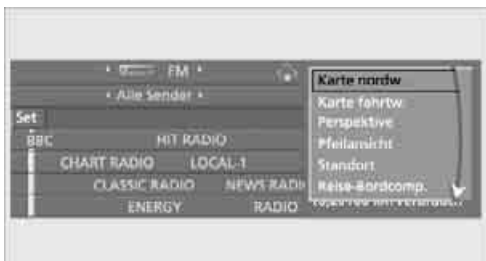 FM
Alle Sender
Set
BBC HIT RADIO
CHART RADIO LOCAL-1
CLASSIC RADIO NEWS RADI
ENERGY RADIO
Karte nordw.
Karte fahrtw.
Perspektive
Pfeilansicht
Standort
Reise-Bordcomp.